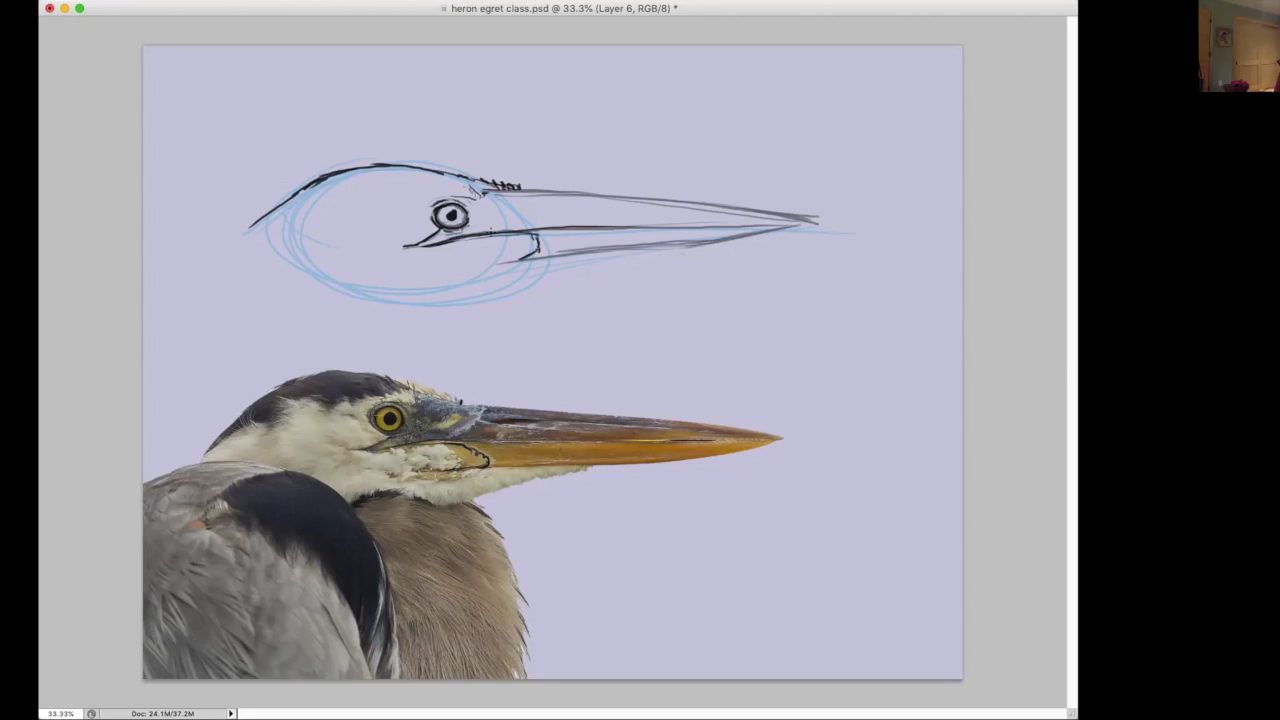 heron egret class.psd @ 33.3% (Layer 6, RGB/8) *
33.33%
Doc: 24.1M/37.2M